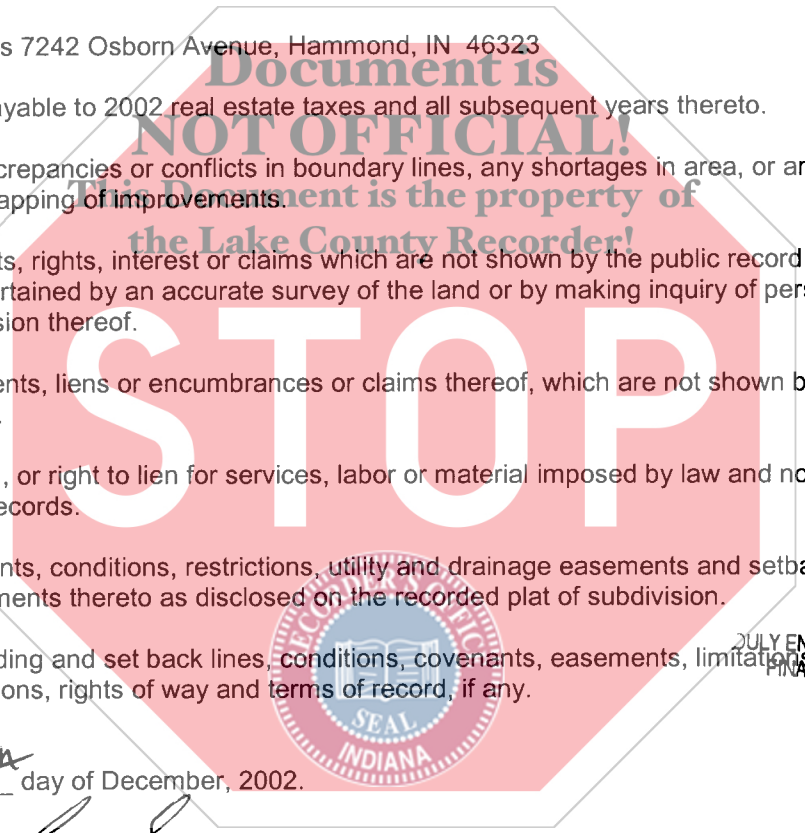 s 7242 Osborn Avenue, Hammond, IN 46323
Document is
yable to 2002 real estate taxes and all subsequent years thereto.
NOT OFFICIAL!
crepancies or conflicts in boundary lines, any shortages in area, or ar
This Document is the property of
apping of improvements.
the Lake County Recorder!
ts, rights, interest or claims which are not shown by the public record
rtained by an accurate survey of the land or by making inquiry of pers
sion thereof.
STOP
ents, liens or encumbrances or claims thereof, which are not shown b
, or right to lien for services, labor or material imposed by law and no
ecords.
nts, conditions, restrictions, utility and drainage easements and setba
ments thereto as disclosed on the recorded plat of subdivision.
RECORDER'S OFFICE
DULY EN
ding and set back lines, conditions, covenants, easements, limitations
FINA
ons, rights of way and terms of record, if any.
SEAL
INDIANA
day of December, 2002.